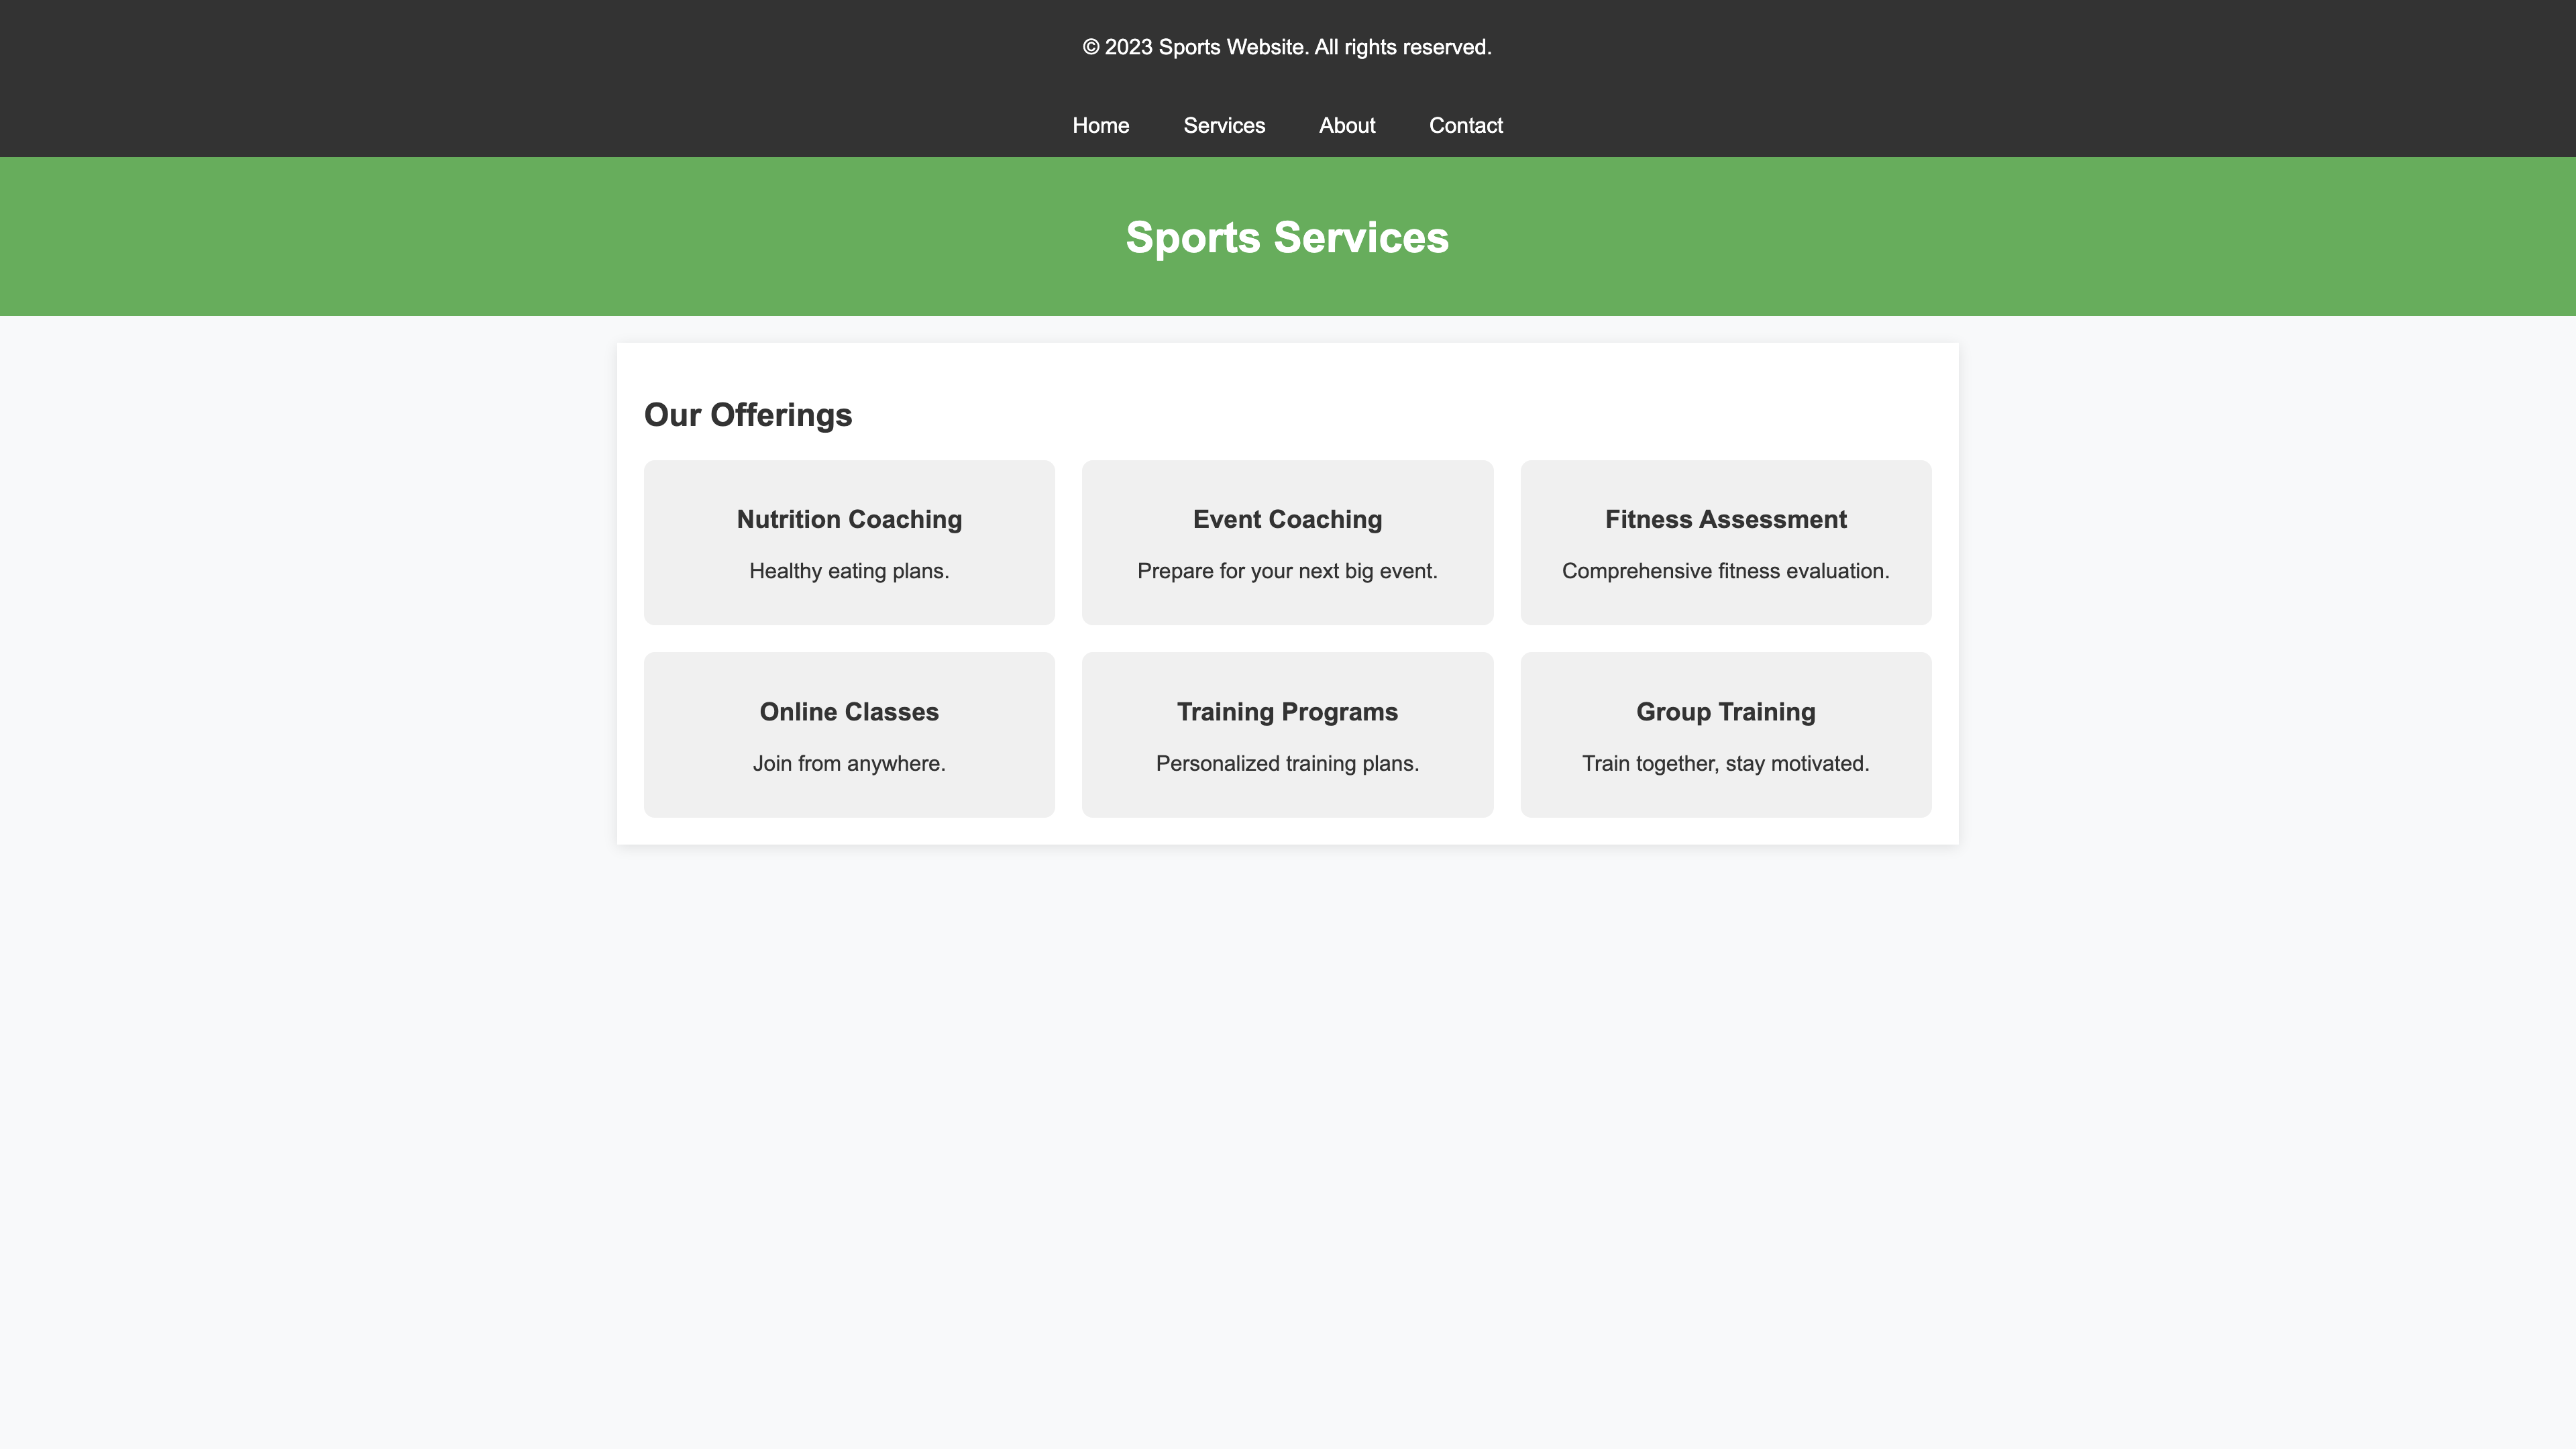 © 2023 Sports Website. All rights reserved.
Home Services About Contact
Sports Services
Our Offerings
Nutrition Coaching
Healthy eating plans.
Event Coaching
Prepare for your next big event.
Fitness Assessment
Comprehensive fitness evaluation.
Online Classes
Join from anywhere.
Training Programs
Personalized training plans.
Group Training
Train together, stay motivated.